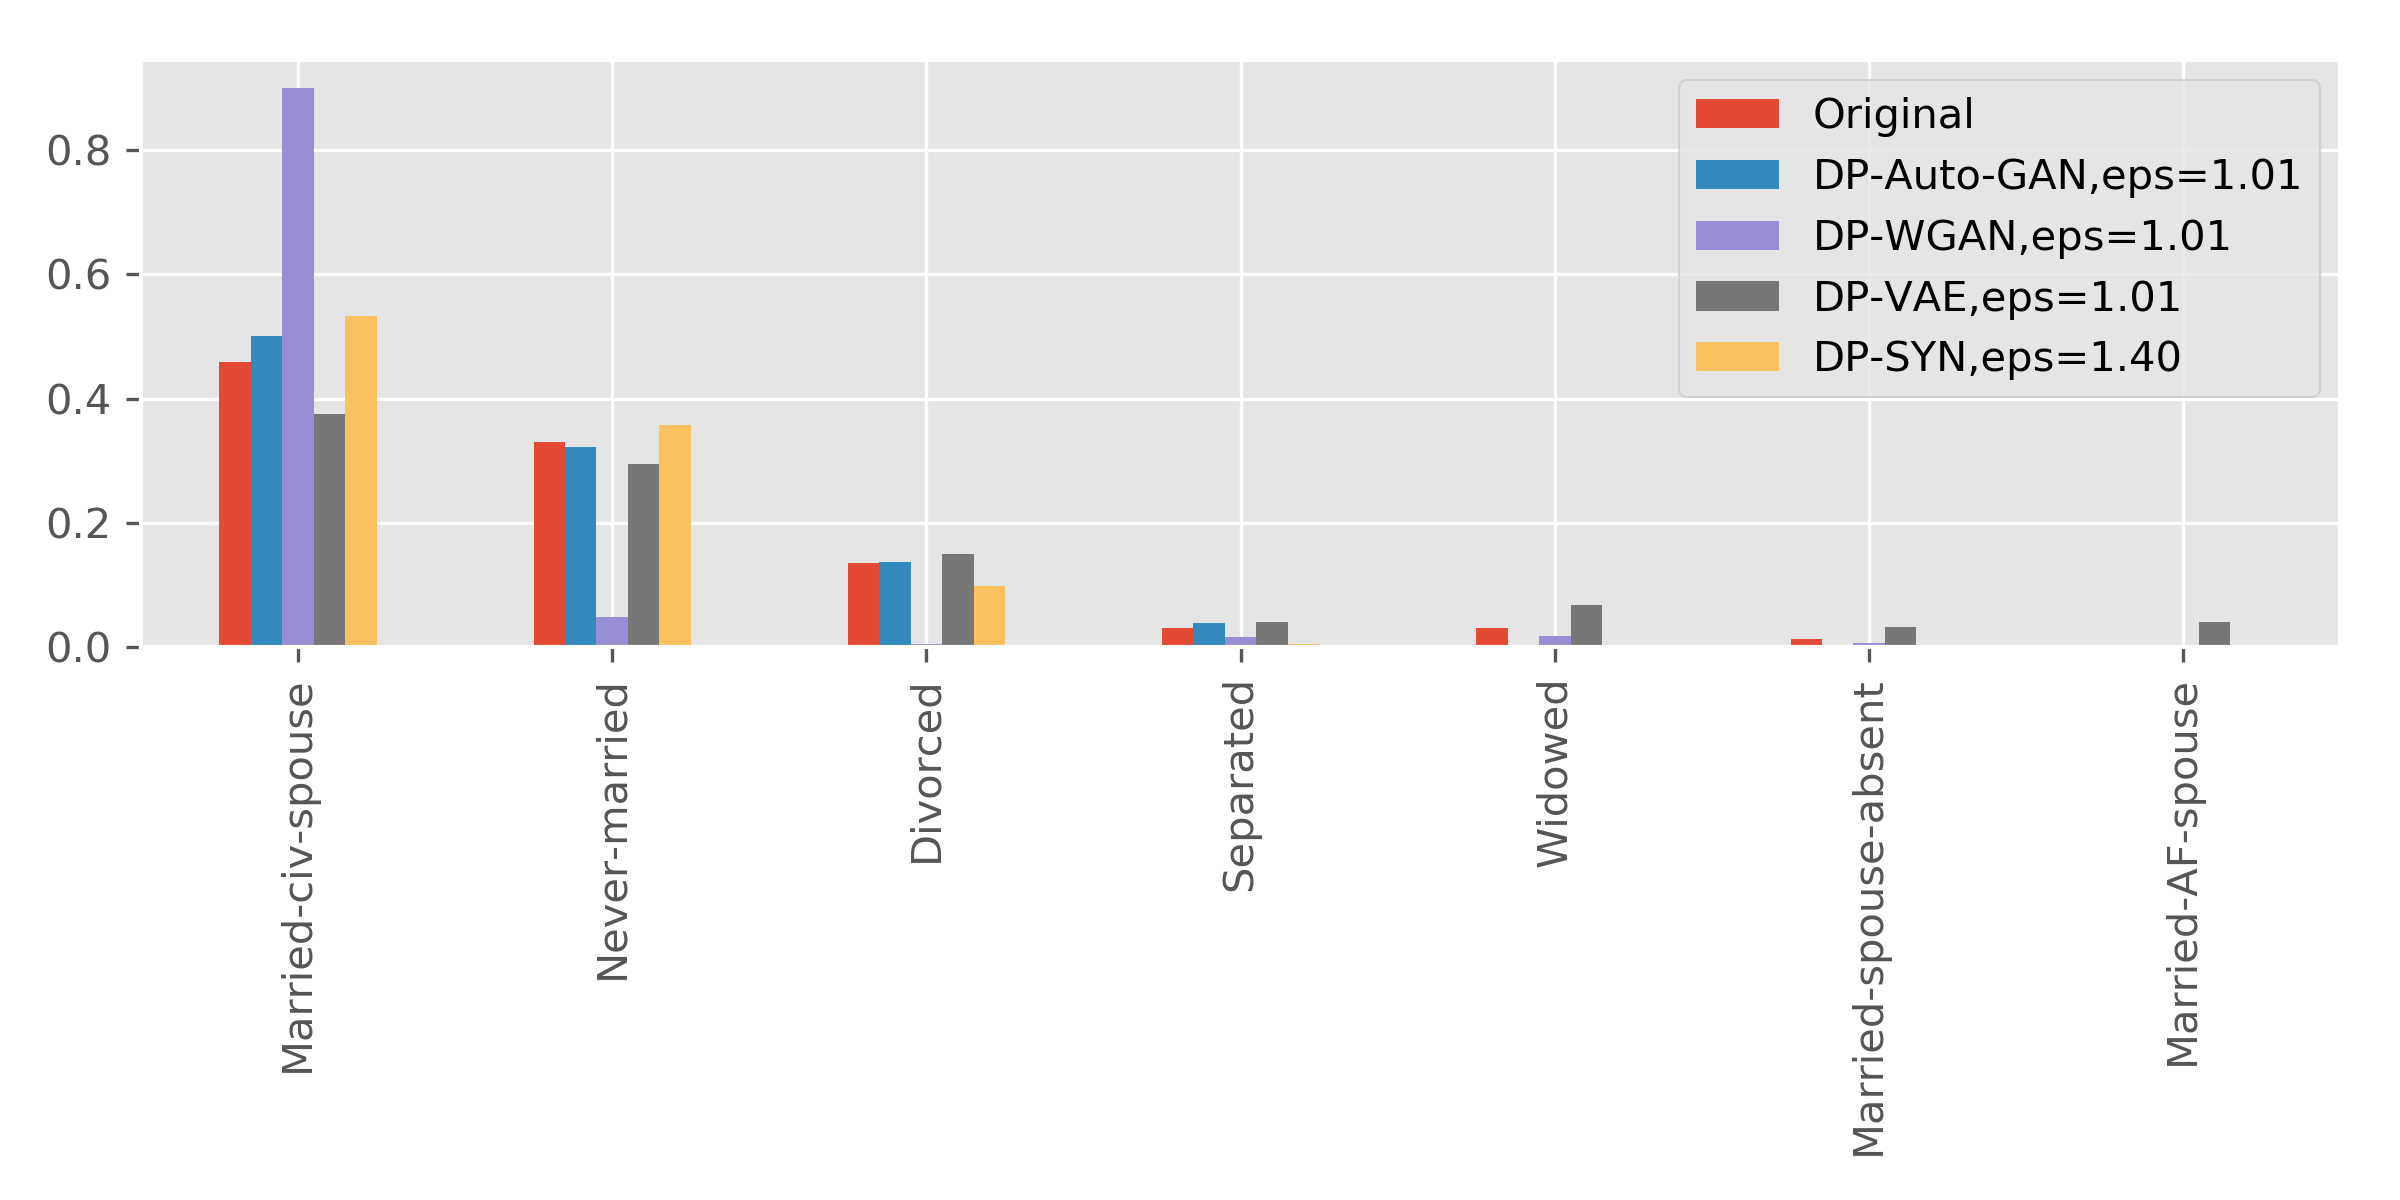 0.8
0.6
0.4
0.2
0.0
Original
DP-Auto-GAN,eps=1.01
DP-WGAN,eps=1.01
DP-VAE,eps=1.01
DP-SYN,eps=1.40
Married-civ-spouse
Never-married
Divorced
Separated
Widowed
Married-spouse-absent
Married-AF-spouse